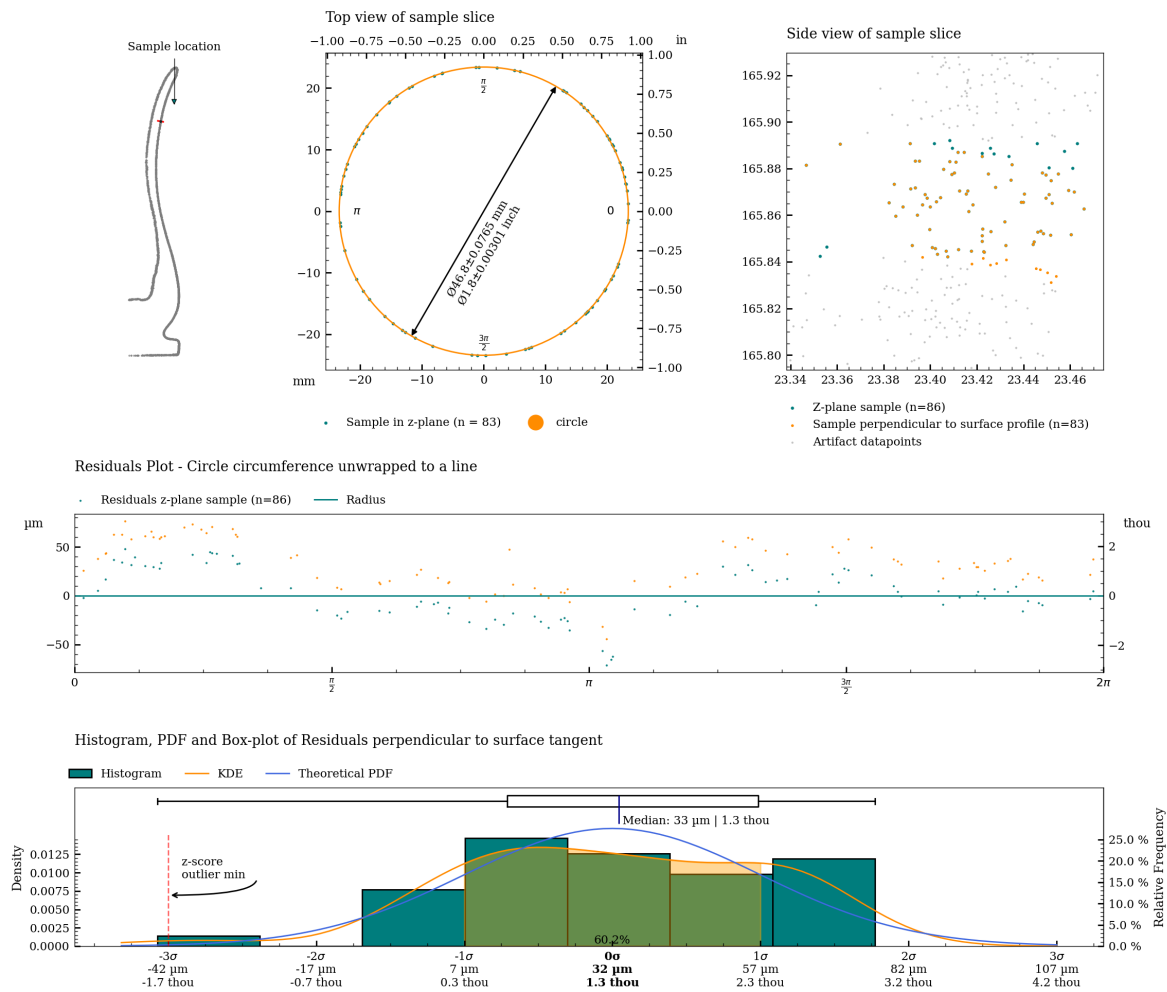 Top view of sample slice
Sample location
−1.00 −0.75 −0.50 −0.25 0.00 0.25 0.50 0.75 1.00 in
20
10
0
−10
−20
1.00
0.75
0.50
0.25
0.00
−0.25
−0.50
−0.75
−1.00
π/2
π
0
3π/2
Ø46.8±0.0765 mm
Ø1.8±0.00301 inch
mm
−20 −10 0 10 20
Sample in z-plane (n = 83)
circle
Side view of sample slice
165.92
165.90
165.88
165.86
165.84
165.82
165.80
23.34 23.36 23.38 23.40 23.42 23.44 23.46
Z-plane sample (n=86)
Sample perpendicular to surface profile (n=83)
Artifact datapoints
Residuals Plot - Circle circumference unwrapped to a line
Residuals z-plane sample (n=86)
Radius
µm
thou
50
0
−50
2
0
−2
0 π/2 π 3π/2 2π
Histogram, PDF and Box-plot of Residuals perpendicular to surface tangent
Histogram
KDE
Theoretical PDF
Median: 33 µm | 1.3 thou
z-score
outlier min
Density
0.0125
0.0100
0.0075
0.0050
0.0025
0.0000
Relative Frequency
25.0 %
20.0 %
15.0 %
10.0 %
5.0 %
0.0 %
60.2%
-3σ -2σ -1σ 0σ 1σ 2σ 3σ
-42 µm -17 µm 7 µm 32 µm 57 µm 82 µm 107 µm
-1.7 thou -0.7 thou 0.3 thou 1.3 thou 2.3 thou 3.2 thou 4.2 thou